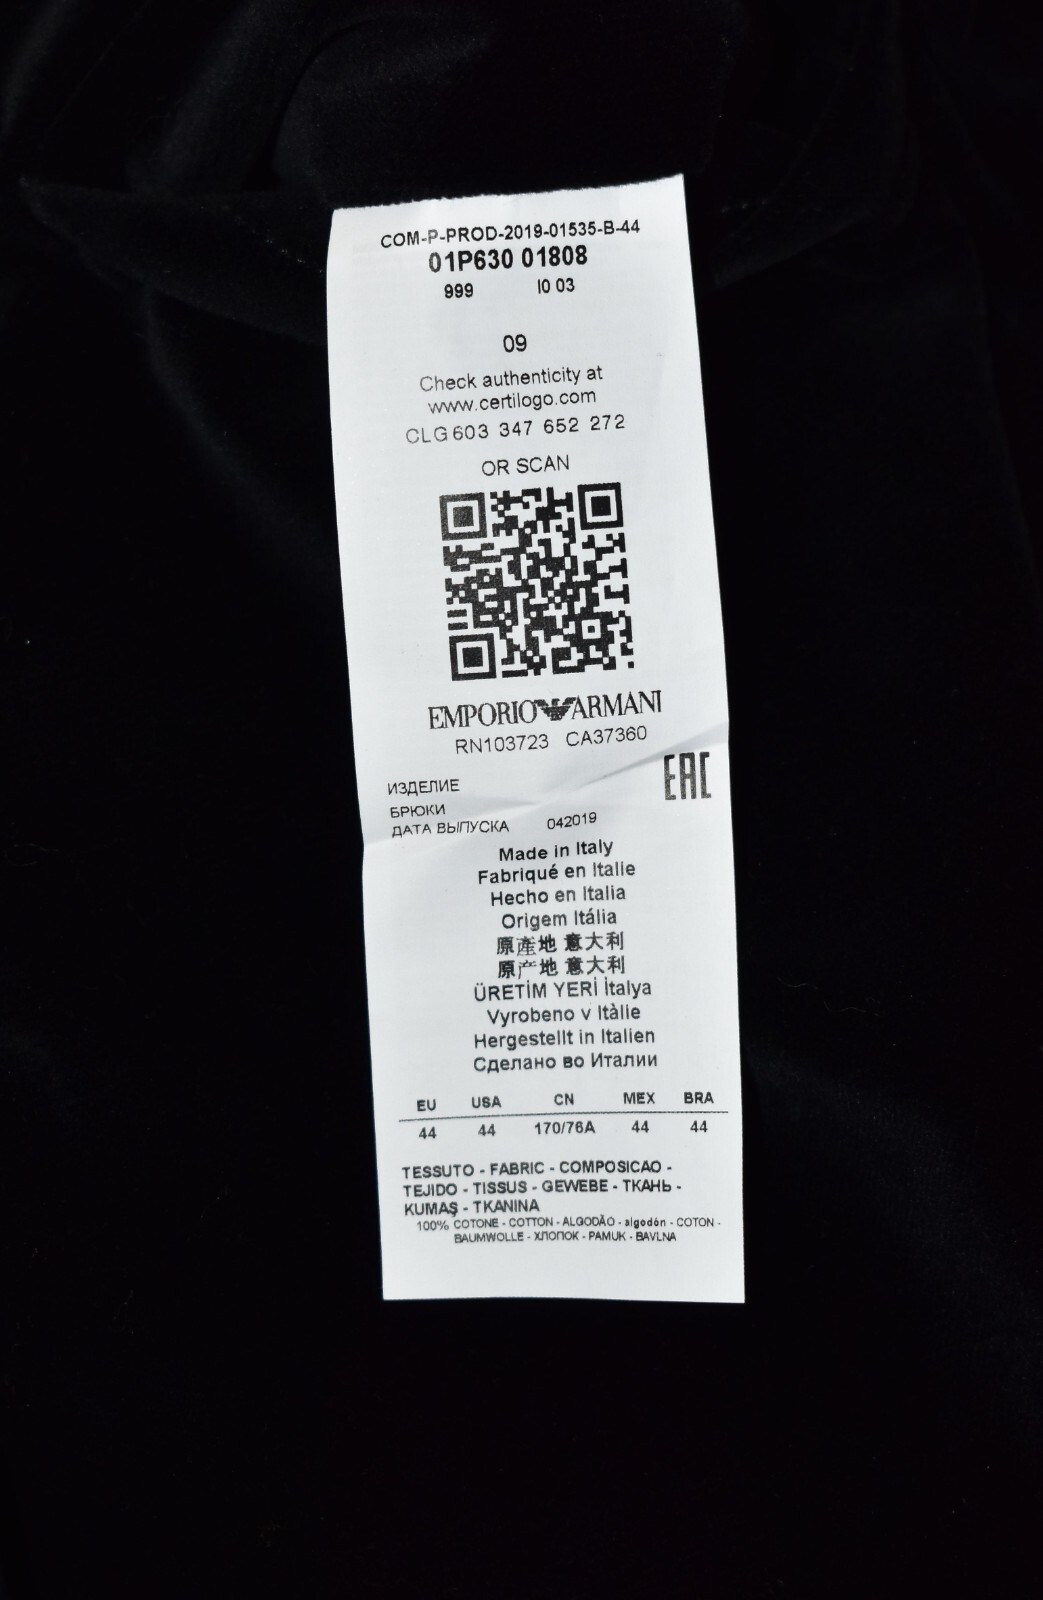 COM-P-PROD-2019-01535-B-44
01P630 01808
999 I0 03
09
Check authenticity at
www.certilogo.com
CLG 603 347 652 272
OR SCAN
EMPORIO ARMANI
RN103723 CA37360
EAC
ИЗДЕЛИЕ
БРЮКИ
ДАТА ВЫПУСКА 042019
Made in Italy
Fabriqué en Italie
Hecho en Italia
Origem Itália
原產地 意大利
原产地 意大利
ÜRETİM YERİ İtalya
Vyrobeno v Itàlie
Hergestellt in Italien
Сделано во Италии
EU USA CN MEX BRA
44 44 170/76A 44 44
TESSUTO - FABRIC - COMPOSICAO -
TEJIDO - TISSUS - GEWEBE - ТКАНЬ -
KUMAŞ - TKANINA
100% COTONE - COTTON - ALGODÃO - algodón - COTON -
BAUMWOLLE - ХЛОПОК - PAMUK - BAVLNA